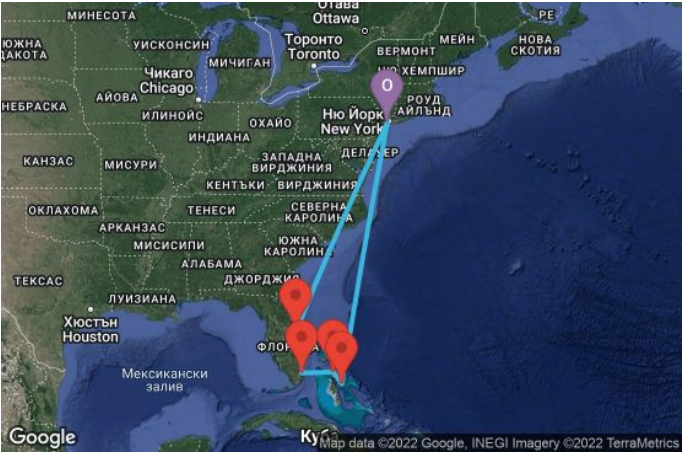 МИНЕСОТА
Отава
Ottawa
PE
ЮЖНА
ДАКОТА
УИСКОНСИН
Торонто
Toronto
МЕЙН
НОВА
СКОТИЯ
ВЕРМОНТ
МИЧИГАН
Чикаго
Chicago
НЮ ХЕМПШИР
НЕБРАСКА
АЙОВА
О
РОУД
АЙЛЪНД
ИЛИНОЙС
ОХАЙО
Ню Йорк
New York
ИНДИАНА
ДЕЛАУЕР
КАНЗАС
МИСУРИ
ЗАПАДНА
ВИРДЖИНИЯ
КЕНТЪКИ
ВИРДЖИНИЯ
ОКЛАХОМА
ТЕНЕСИ
СЕВЕРНА
КАРОЛИНА
АРКАНЗАС
МИСИСИПИ
ЮЖНА
КАРОЛИНА
АЛАБАМА
ТЕКСАС
ДЖОРДЖИЯ
ЛУИЗИАНА
Хюстън
Houston
ФЛОР
Мексикански
залив
Google
Куба
Map data ©2022 Google, INEGI Imagery ©2022 TerraMetrics